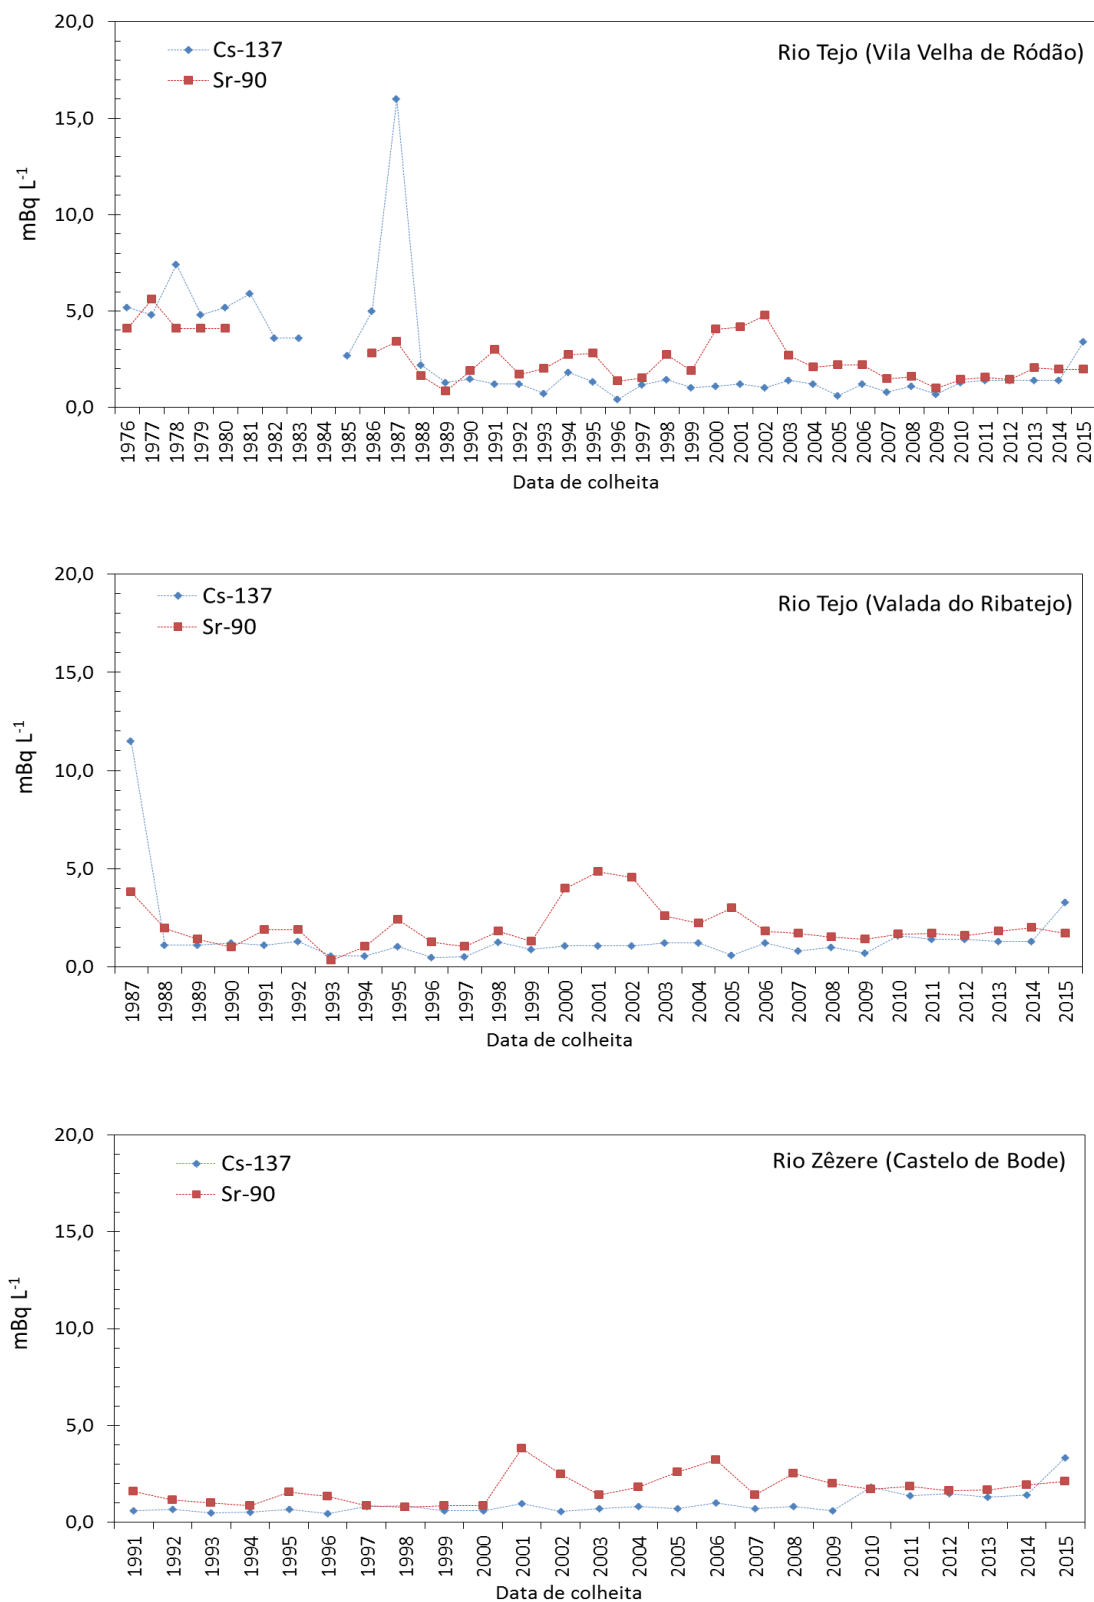 20,0
15,0
10,0
5,0
0,0
mBq L-1
Cs-137
Sr-90
Rio Tejo (Vila Velha de Ródão)
1976 1977 1978 1979 1980 1981 1982 1983 1984 1985 1986 1987 1988 1989 1990 1991 1992 1993 1994 1995 1996 1997 1998 1999 2000 2001 2002 2003 2004 2005 2006 2007 2008 2009 2010 2011 2012 2013 2014 2015
Data de colheita
20,0
15,0
10,0
5,0
0,0
mBq L-1
Cs-137
Sr-90
Rio Tejo (Valada do Ribatejo)
1987 1988 1989 1990 1991 1992 1993 1994 1995 1996 1997 1998 1999 2000 2001 2002 2003 2004 2005 2006 2007 2008 2009 2010 2011 2012 2013 2014 2015
Data de colheita
20,0
15,0
10,0
5,0
0,0
mBq L-1
Cs-137
Sr-90
Rio Zêzere (Castelo de Bode)
1991 1992 1993 1994 1995 1996 1997 1998 1999 2000 2001 2002 2003 2004 2005 2006 2007 2008 2009 2010 2011 2012 2013 2014 2015
Data de colheita